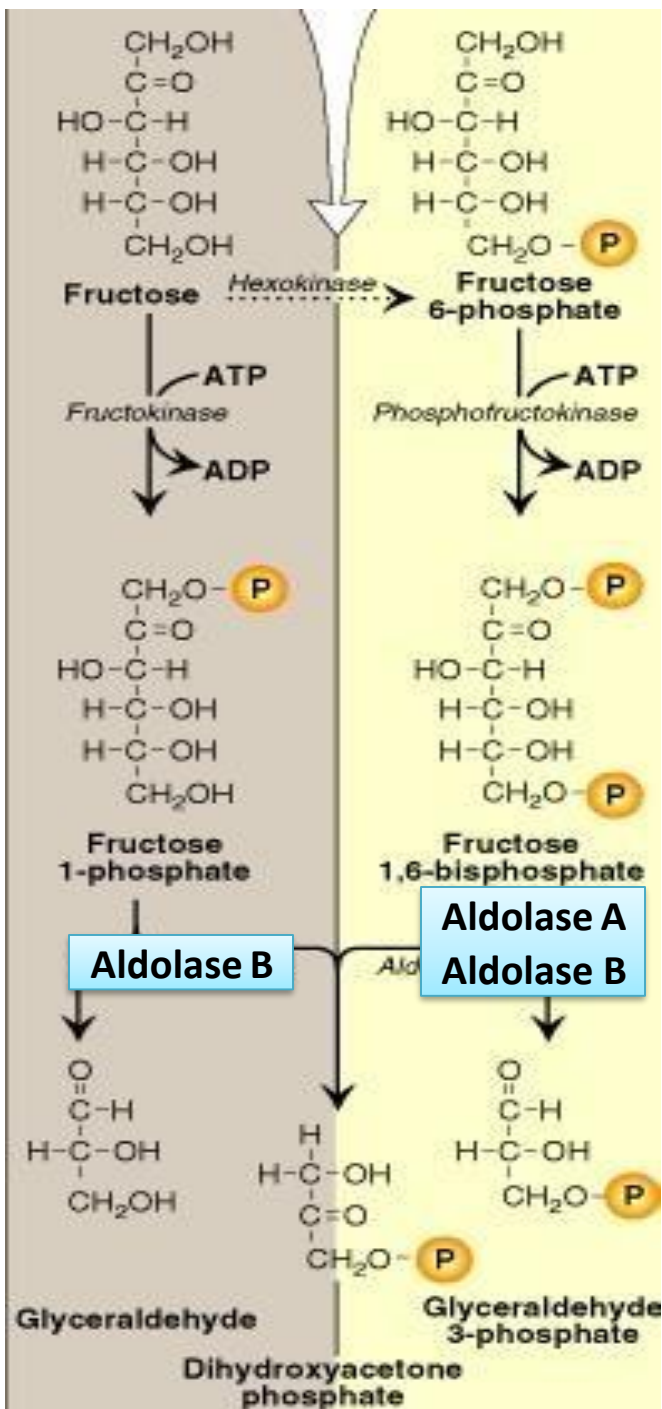 CH₂OH
C=O
HO-C-H
H-C-OH
H-C-OH
CH₂OH
Fructose
Hexokinase
CH₂OH
C=O
HO-C-H
H-C-OH
H-C-OH
CH₂O-P
Fructose
6-phosphate
ATP
Fructokinase
ADP
ATP
Phosphofructokinase
ADP
CH₂O-P
C=O
HO-C-H
H-C-OH
H-C-OH
CH₂OH
Fructose
1-phosphate
CH₂O-P
C=O
HO-C-H
H-C-OH
H-C-OH
CH₂O-P
Fructose
1,6-bisphosphate
Aldolase B
Ald
Aldolase A
Aldolase B
O
C-H
H-C-OH
CH₂OH
Glyceraldehyde
H
H-C-OH
C=O
CH₂O-P
Dihydroxyacetone
phosphate
O
C-H
H-C-OH
CH₂O-P
Glyceraldehyde
3-phosphate